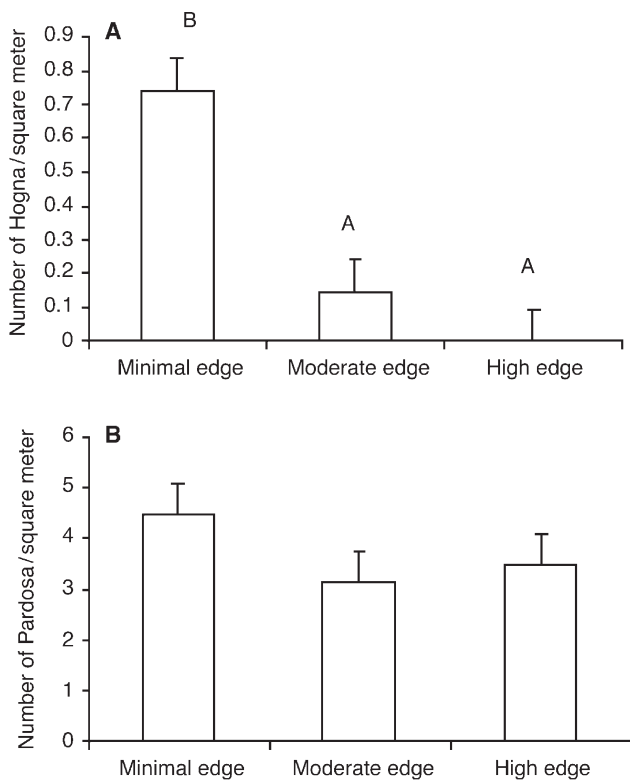 A
B
Number of Hogna/square meter
0.9
0.8
0.7
0.6
0.5
0.4
0.3
0.2
0.1
0
A
A
Minimal edge
Moderate edge
High edge
B
Number of Pardosa/square meter
6
5
4
3
2
1
0
Minimal edge
Moderate edge
High edge